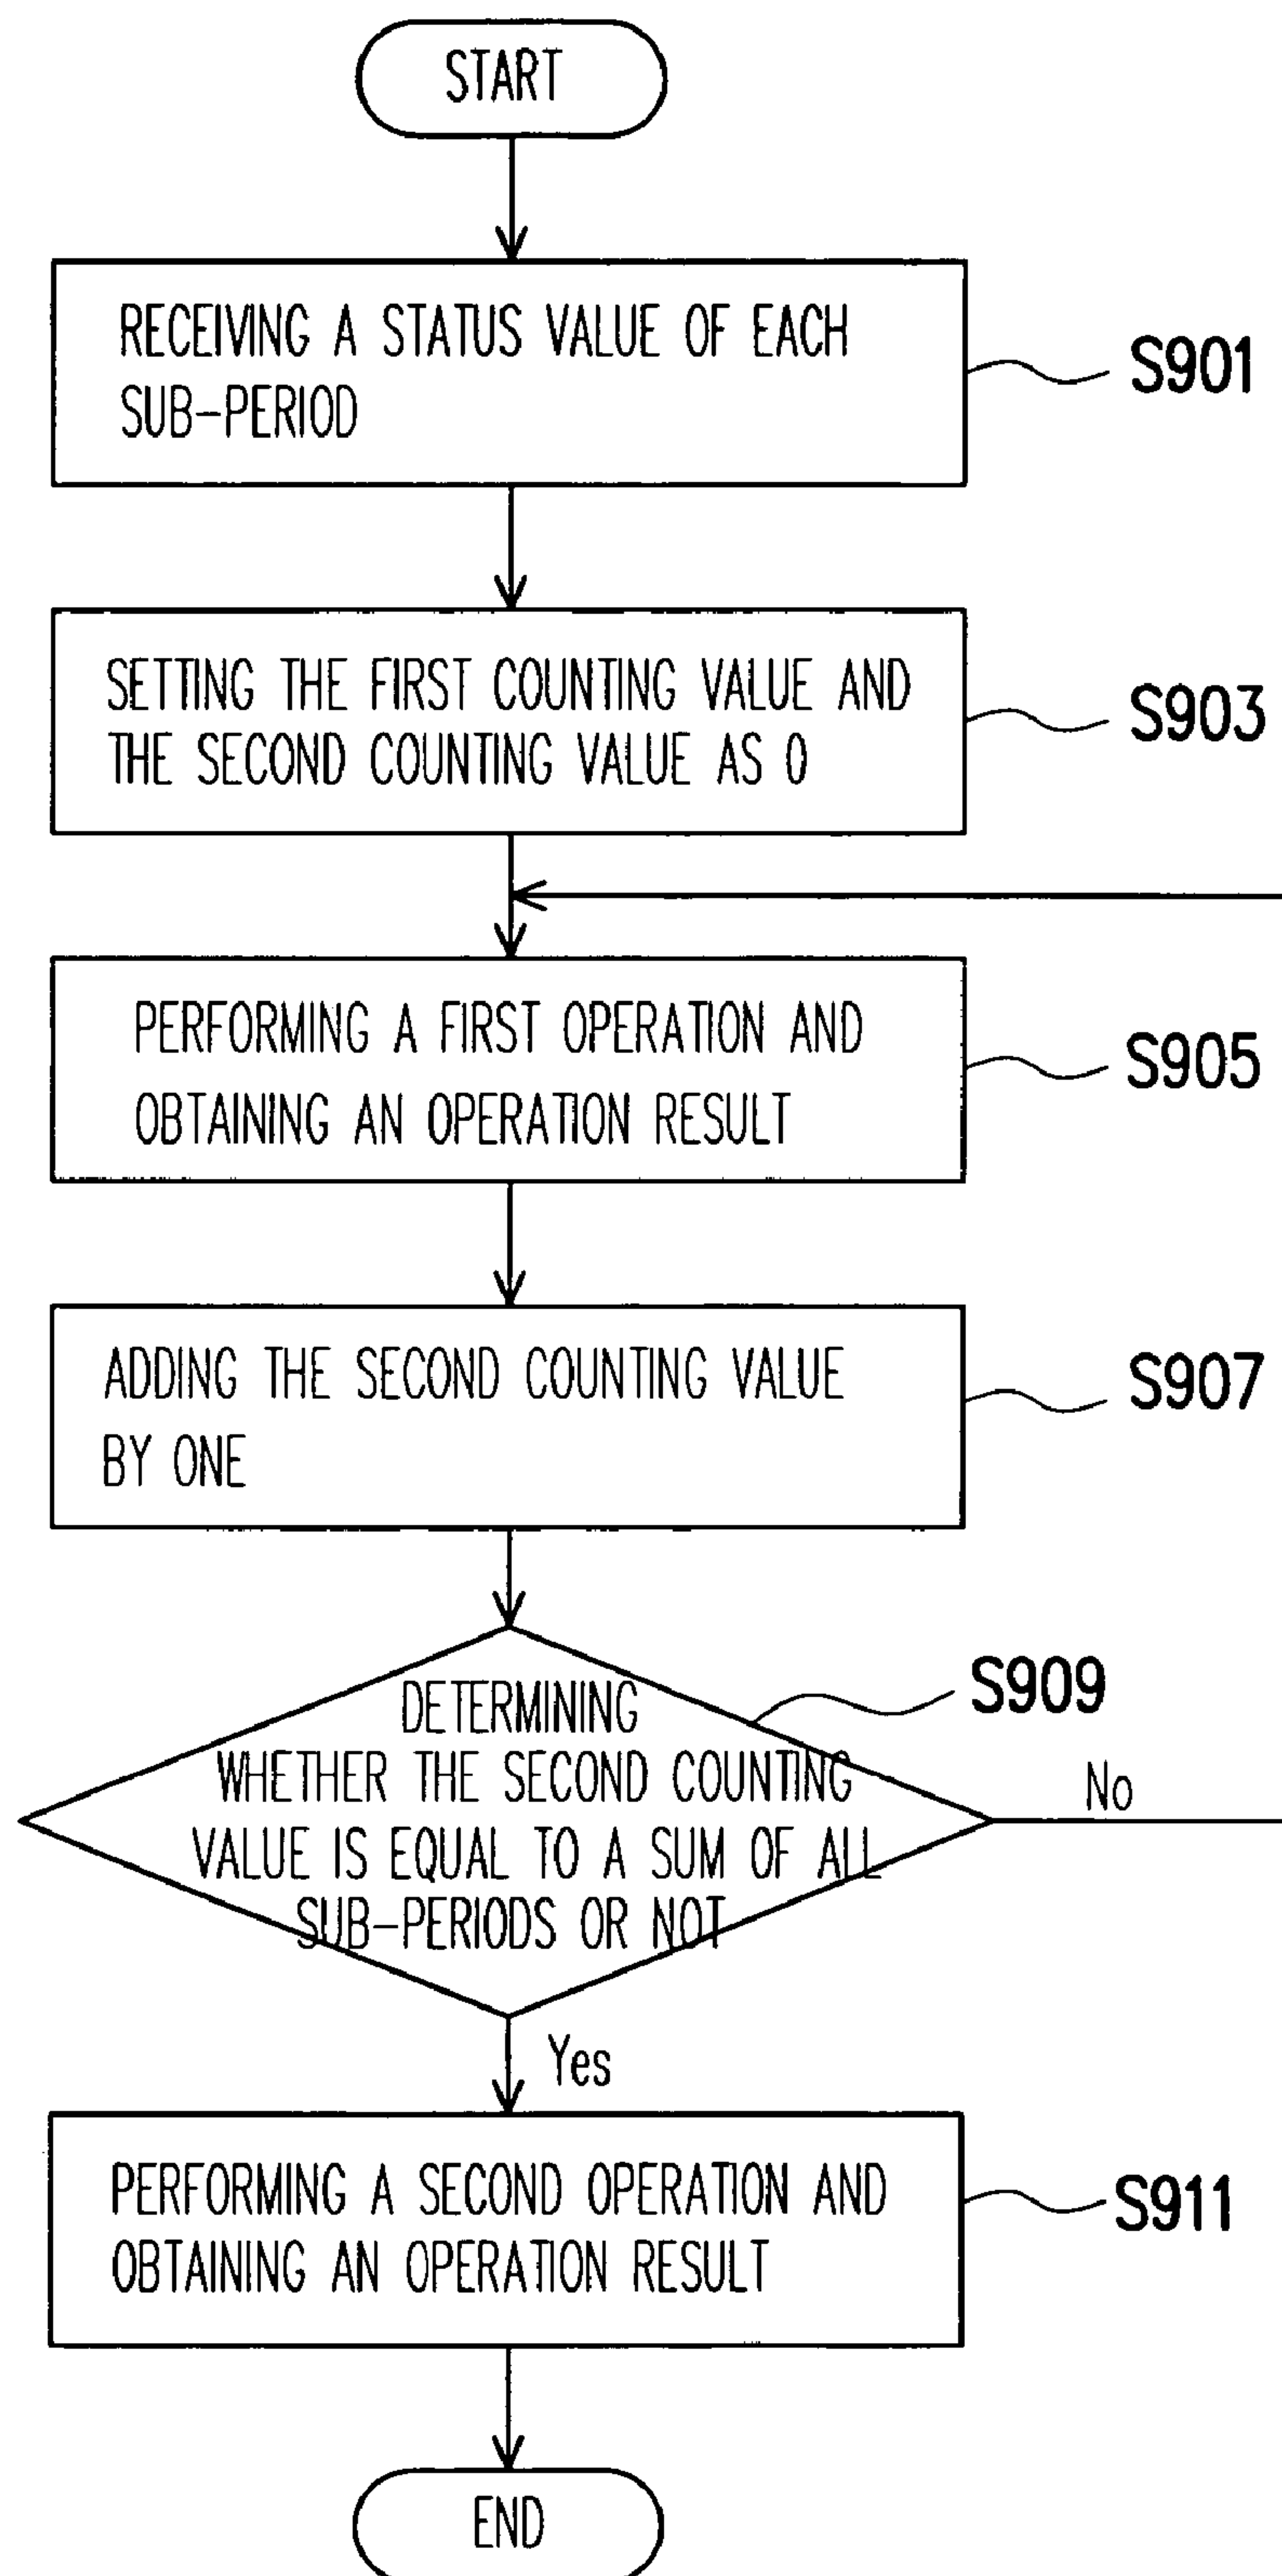 START
RECEIVING A STATUS VALUE OF EACH
SUB-PERIOD
S901
SETTING THE FIRST COUNTING VALUE AND
THE SECOND COUNTING VALUE AS 0
S903
PERFORMING A FIRST OPERATION AND
OBTAINING AN OPERATION RESULT
S905
ADDING THE SECOND COUNTING VALUE
BY ONE
S907
DETERMINING
WHETHER THE SECOND COUNTING
VALUE IS EQUAL TO A SUM OF ALL
SUB-PERIODS OR NOT
S909
No
Yes
PERFORMING A SECOND OPERATION AND
OBTAINING AN OPERATION RESULT
S911
END